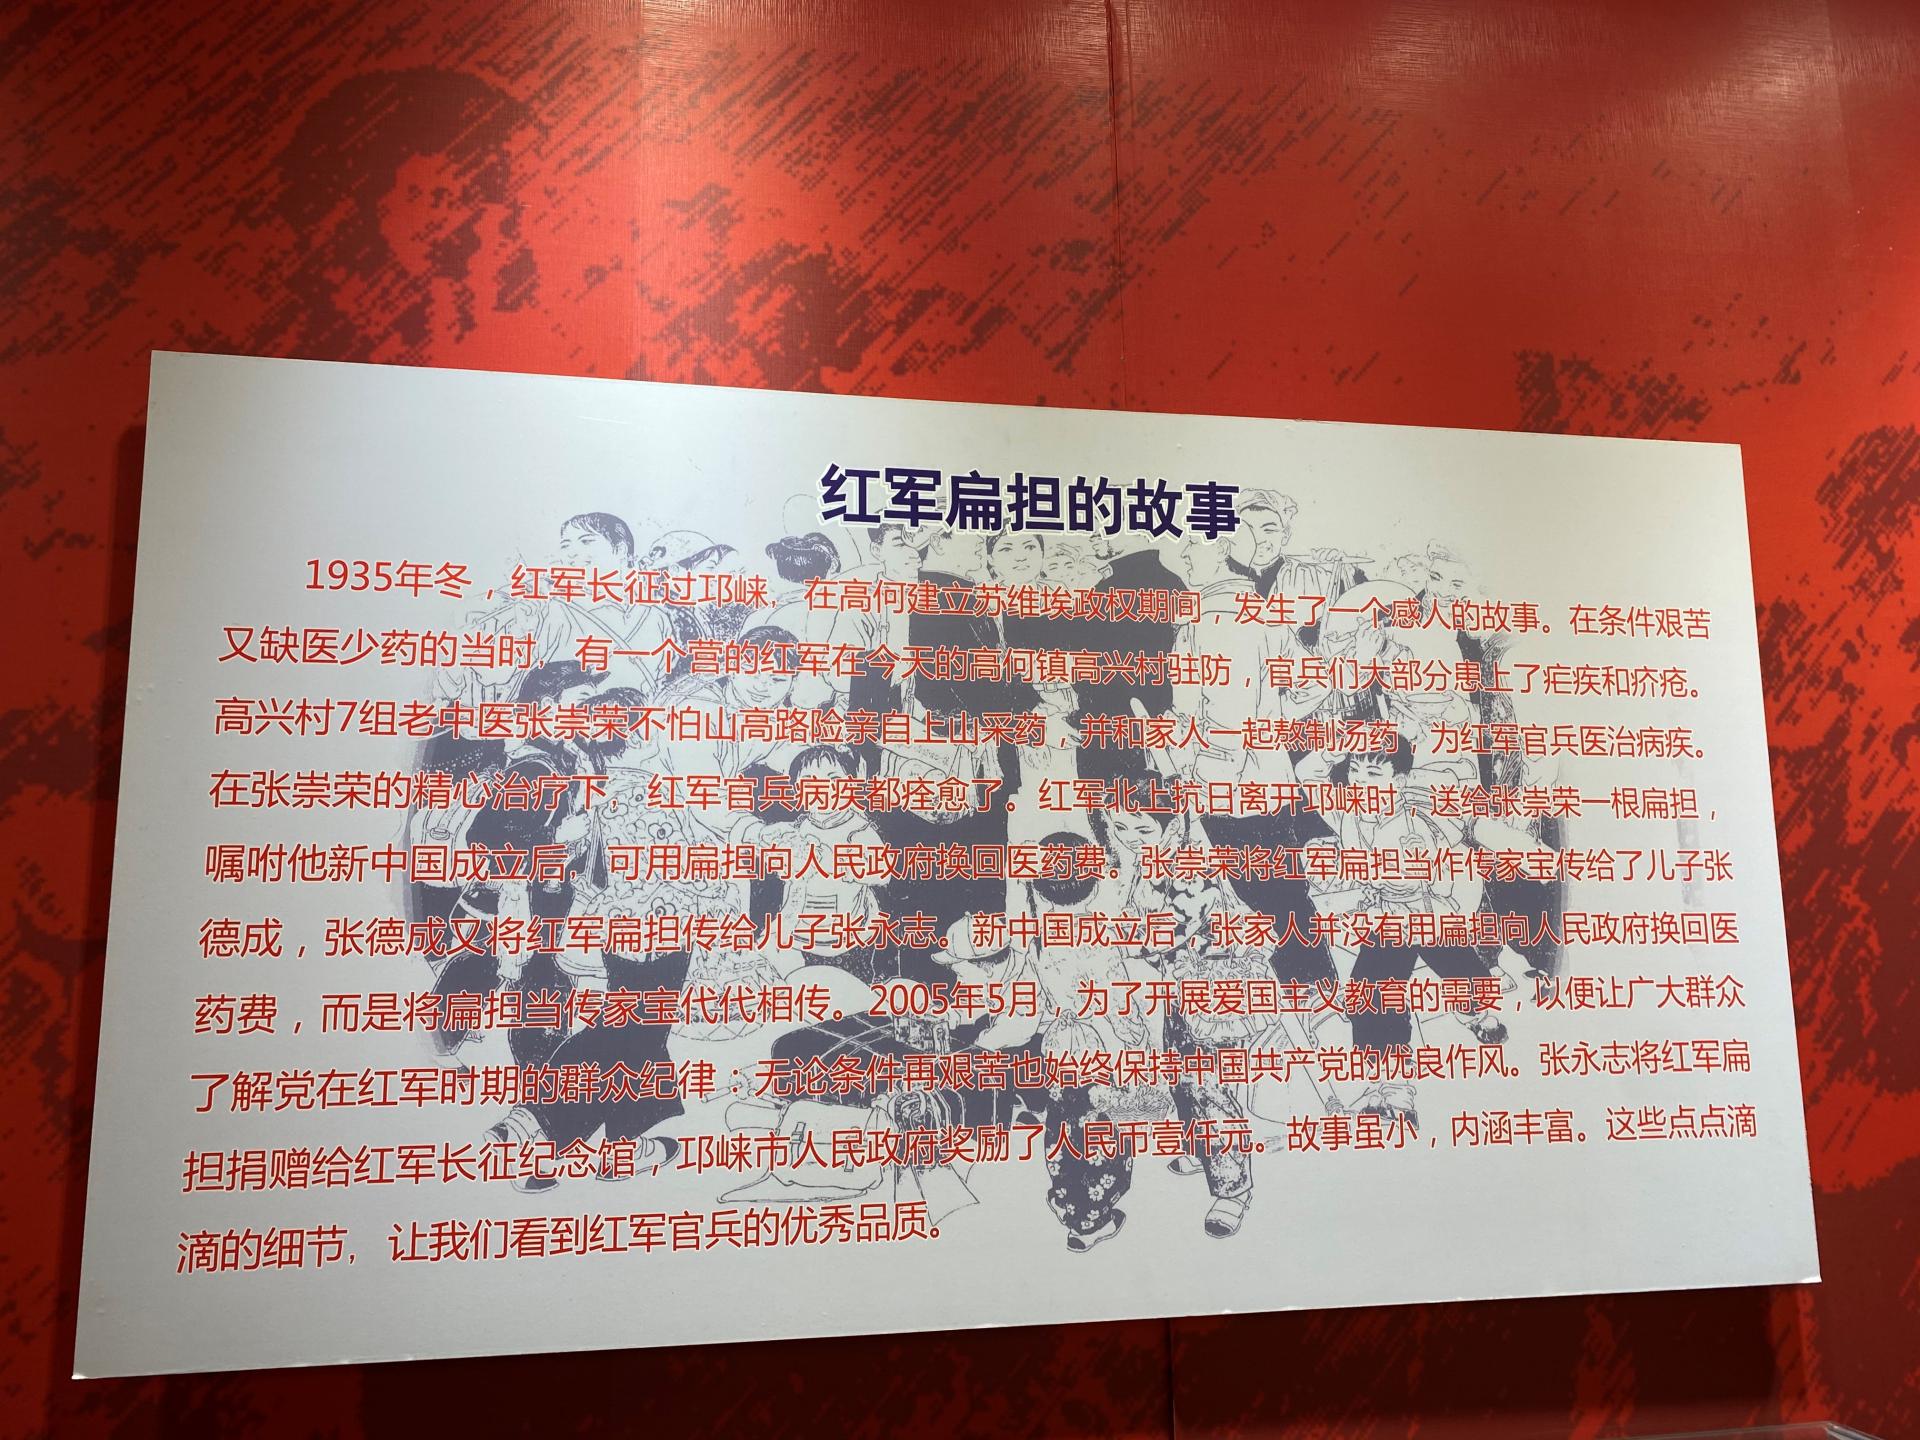 红军扁担的故事
1935年冬，红军长征过邛崃，在高何建立苏维埃政权期间，发生了一个感人的故事。在条件艰苦
又缺医少药的当时，有一个营的红军在今天的高何镇高兴村驻防，官兵们大部分患上了疟疾和疥疮。
高兴村7组老中医张崇荣不怕山高路险亲自上山采药，并和家人一起熬制汤药，为红军官兵医治病疾。
在张崇荣的精心治疗下，红军官兵病疾都痊愈了。红军北上抗日离开邛崃时，送给张崇荣一根扁担，
嘱咐他新中国成立后，可用扁担向人民政府换回医药费。张崇荣将红军扁担当作传家宝传给了儿子张
德成，张德成又将红军扁担传给儿子张永志。新中国成立后，张家人并没有用扁担向人民政府换回医
药费，而是将扁担当传家宝代代相传。2005年5月，为了开展爱国主义教育的需要，以便让广大群众
了解党在红军时期的群众纪律：无论条件再艰苦也始终保持中国共产党的优良作风。张永志将红军扁
担捐赠给红军长征纪念馆，邛崃市人民政府奖励了人民币壹仟元。故事虽小，内涵丰富。这些点点滴
滴的细节，让我们看到红军官兵的优秀品质。